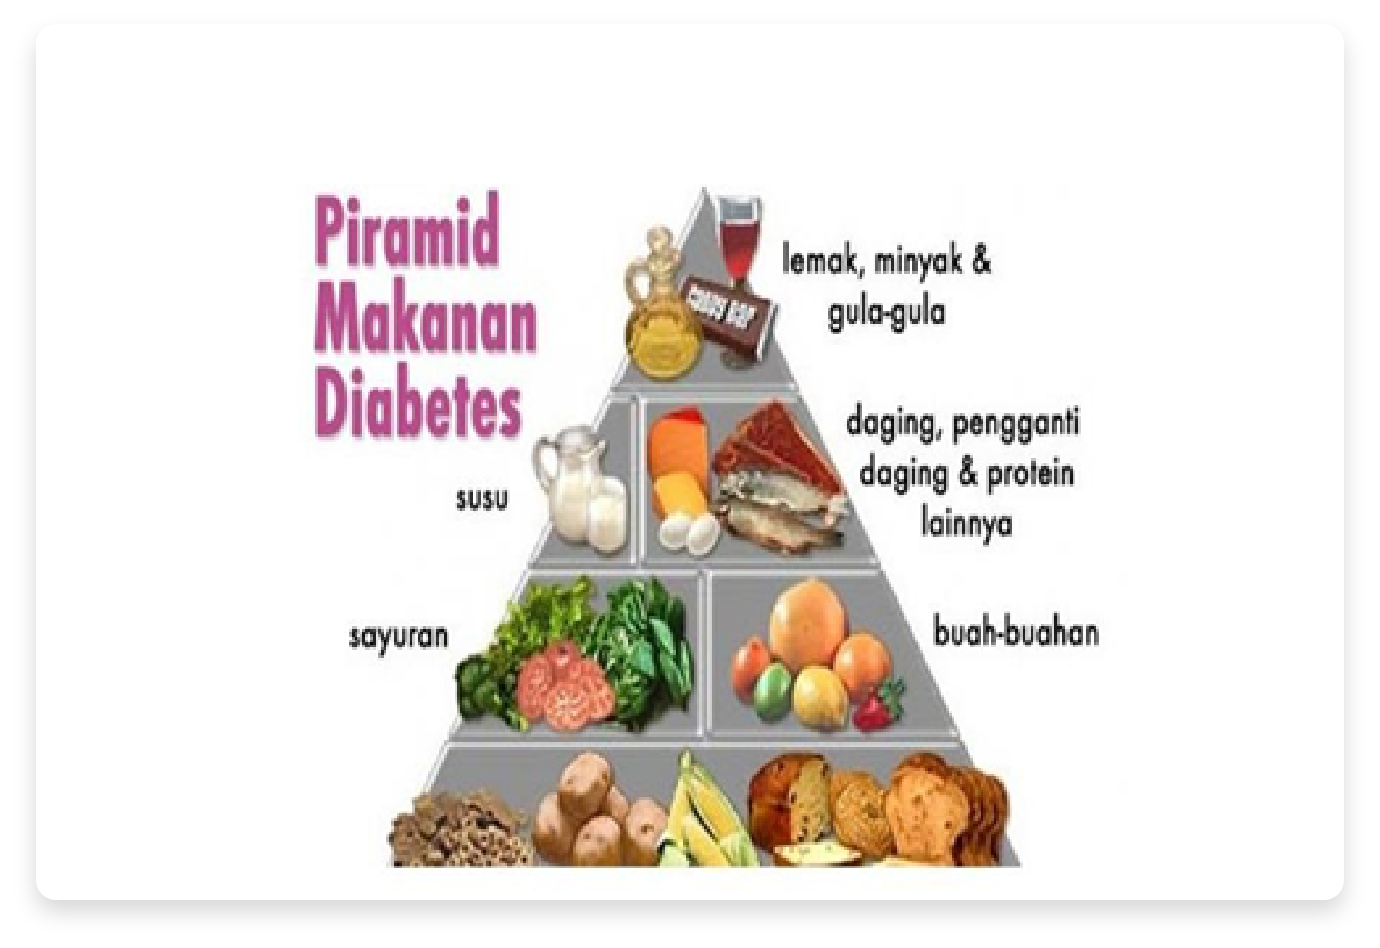 Piramid
Makanan
Diabetes
lemak, minyak &
gula-gula
CANDY BAR
daging, pengganti
daging & protein
lainnya
susu
sayuran
buah-buahan